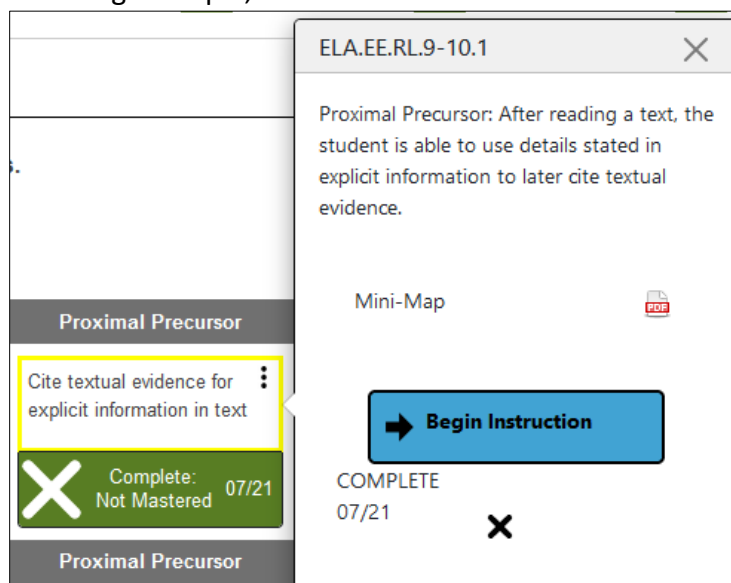 ELA.EE.RL.9-10.1
Proximal Precursor: After reading a text, the
student is able to use details stated in
explicit information to later cite textual
evidence.
Mini-Map
PDF
Begin Instruction
COMPLETE
07/21
Proximal Precursor
Cite textual evidence for
explicit information in text
Complete:
Not Mastered
07/21
Proximal Precursor